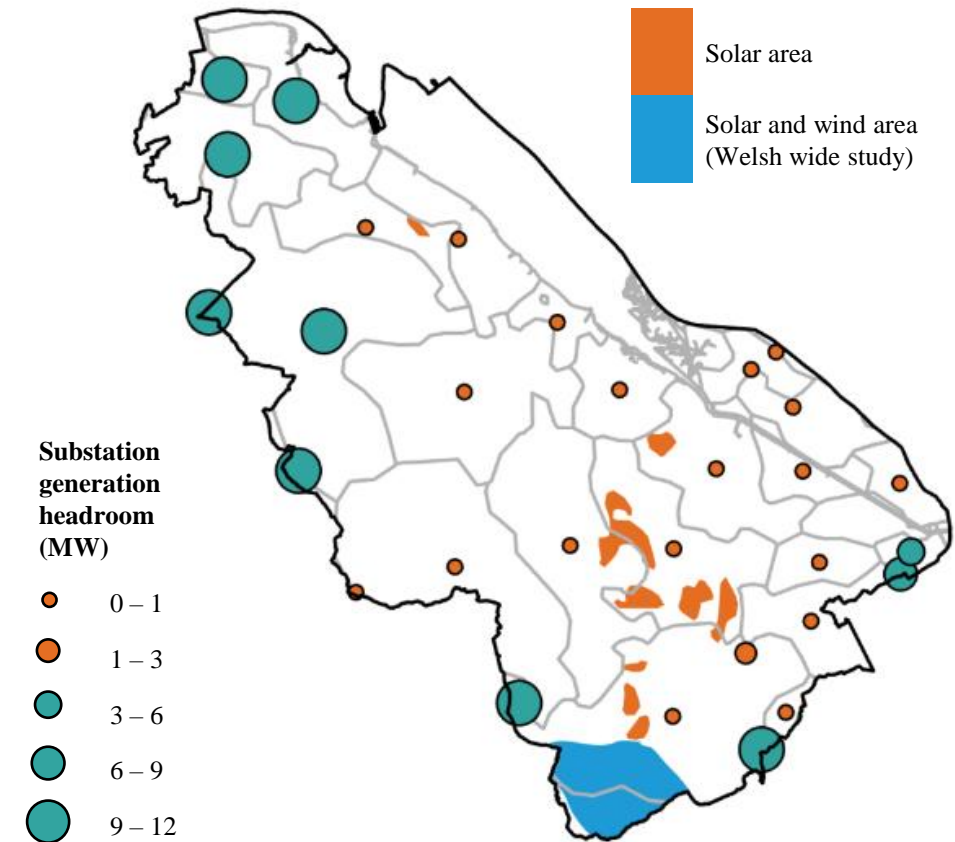 Solar area
Solar and wind area
(Welsh wide study)
Substation
generation
headroom
(MW)
0 – 1
1 – 3
3 – 6
6 – 9
9 – 12